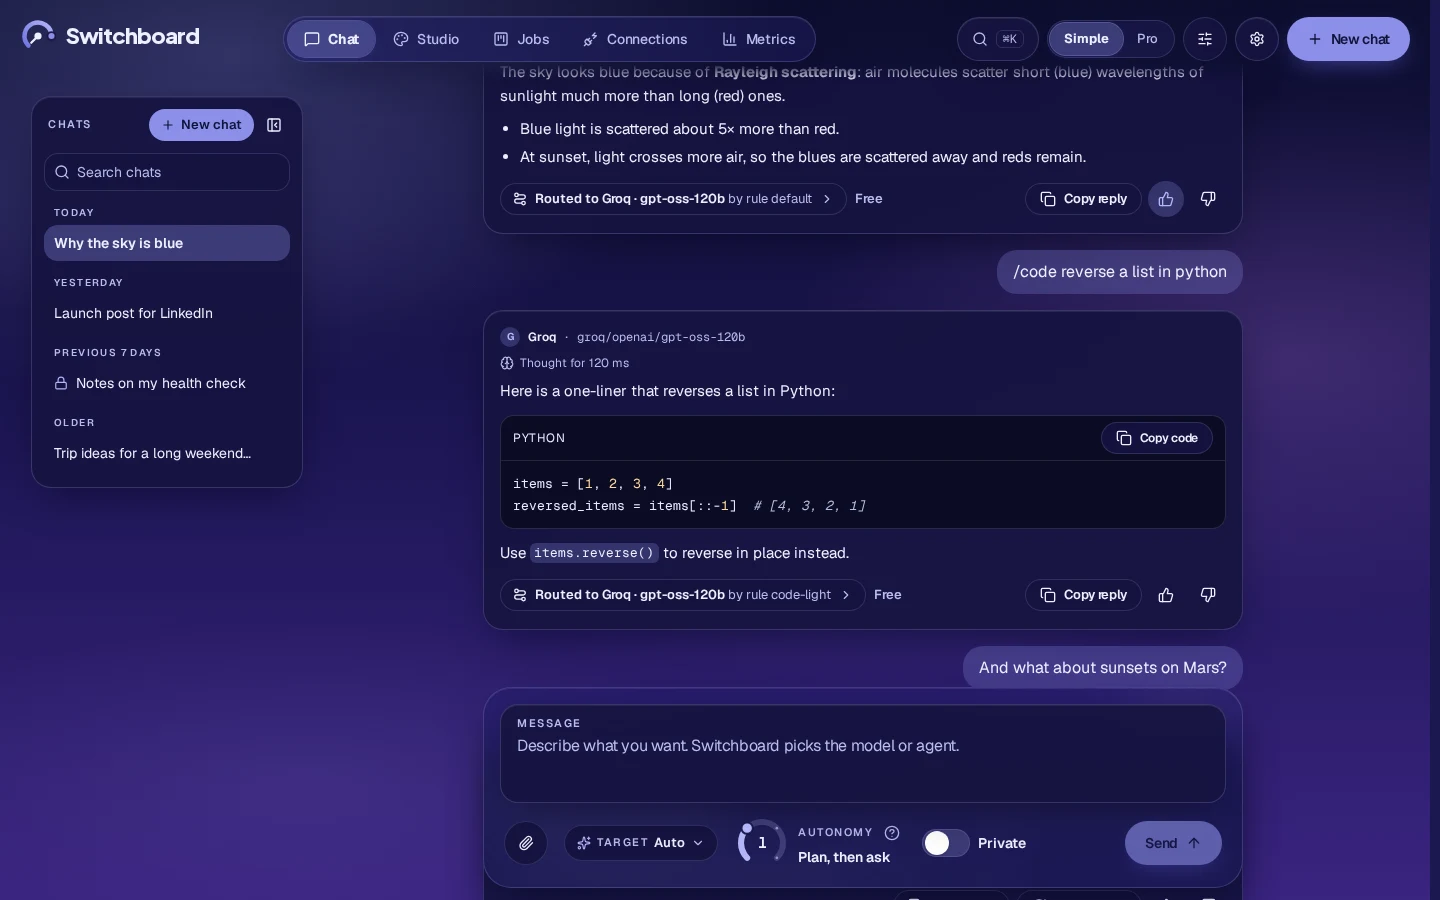 Switchboard
Chat
Studio
Jobs
Connections
Metrics
⌘K
Simple
Pro
New chat
CHATS
New chat
Search chats
TODAY
Why the sky is blue
YESTERDAY
Launch post for LinkedIn
PREVIOUS 7 DAYS
Notes on my health check
OLDER
Trip ideas for a long weekend…
The sky looks blue because of Rayleigh scattering: air molecules scatter short (blue) wavelengths of
sunlight much more than long (red) ones.
• Blue light is scattered about 5× more than red.
• At sunset, light crosses more air, so the blues are scattered away and reds remain.
Routed to Groq · gpt-oss-120b by rule default
Free
Copy reply
/code reverse a list in python
G Groq · groq/openai/gpt-oss-120b
Thought for 120 ms
Here is a one-liner that reverses a list in Python:
PYTHON
Copy code
items = [1, 2, 3, 4]
reversed_items = items[::-1]  # [4, 3, 2, 1]
Use items.reverse() to reverse in place instead.
Routed to Groq · gpt-oss-120b by rule code-light
Free
Copy reply
And what about sunsets on Mars?
MESSAGE
Describe what you want. Switchboard picks the model or agent.
TARGET Auto
1
AUTONOMY
Plan, then ask
Private
Send